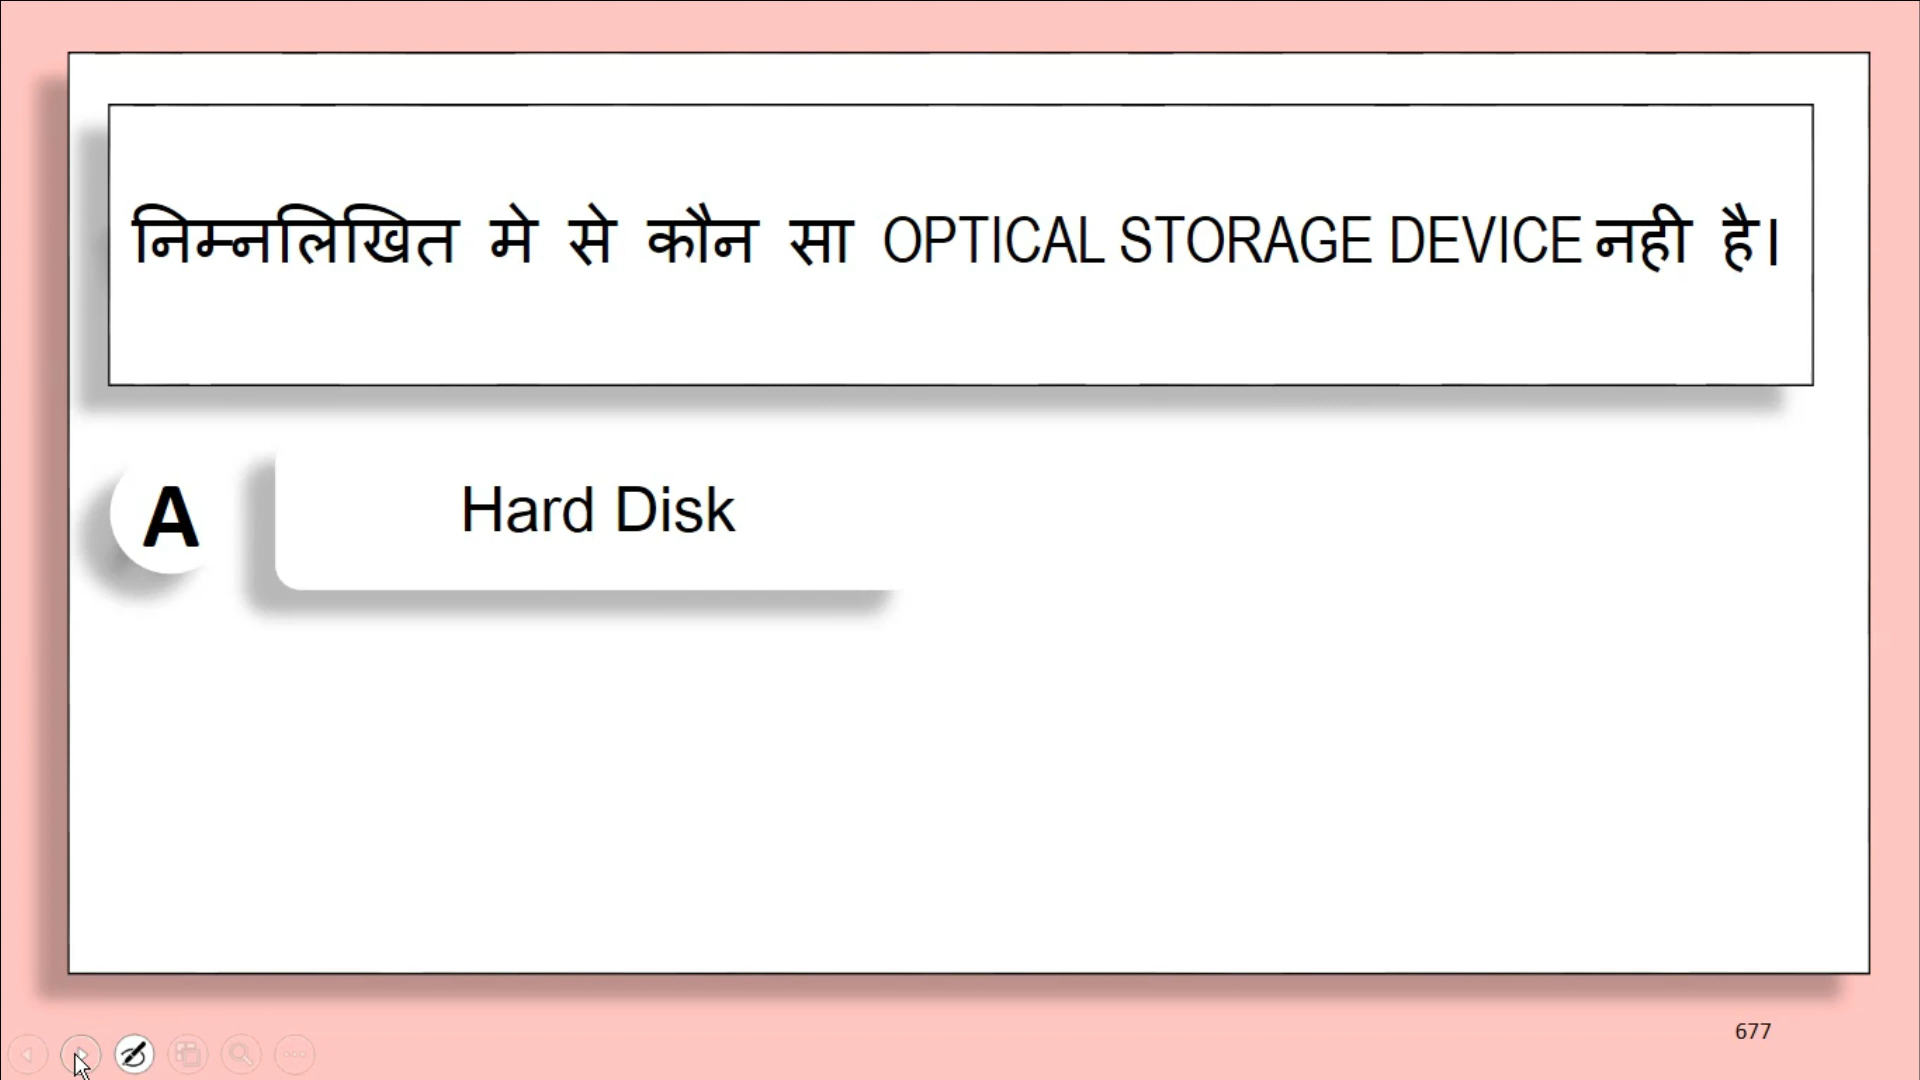 निम्नलिखित मे से कौन सा OPTICAL STORAGE DEVICE नही है।
A
Hard Disk
677